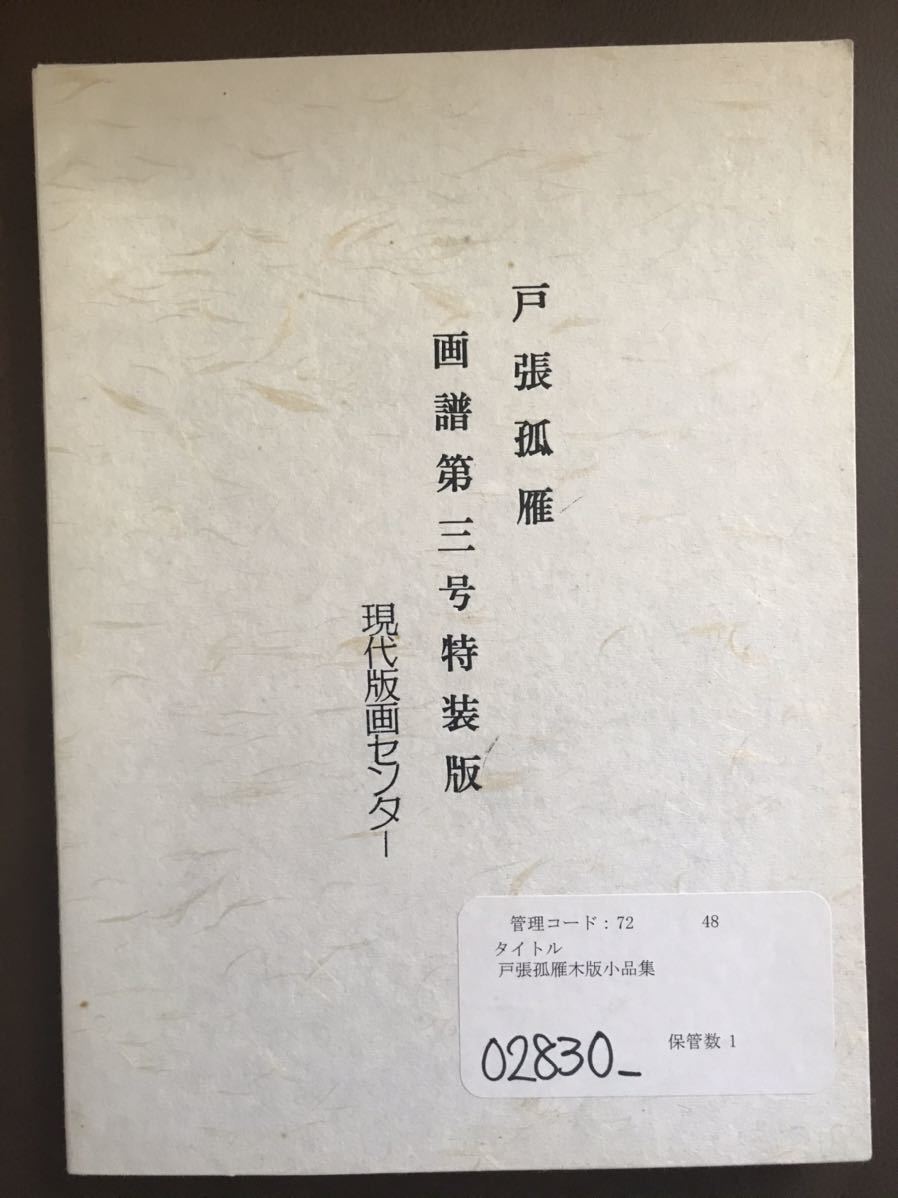 戸張孤雁
画譜第三号特装版
現代版画センター
管理コード：72 48
タイトル
戸張孤雁木版小品集
02830_
保管数 1